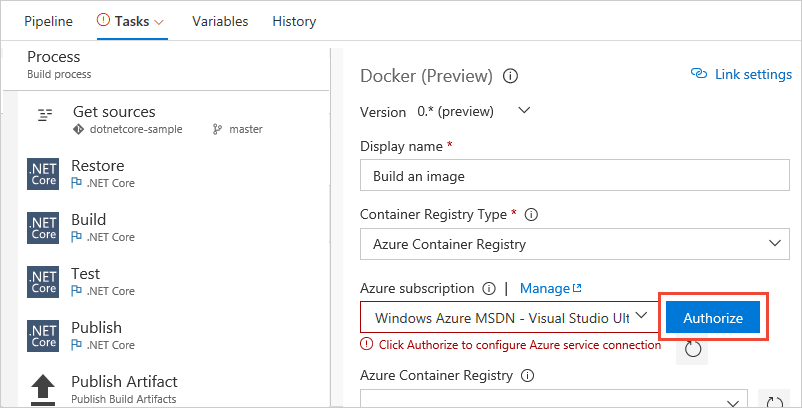 Pipeline Tasks Variables History
Process
Build process
Get sources
dotnetcore-sample master
.NET Core
Restore
.NET Core
.NET Core
Build
.NET Core
.NET Core
Test
.NET Core
.NET Core
Publish
.NET Core
Publish Artifact
Publish Build Artifacts
Docker (Preview)
Link settings
Version 0.* (preview)
Display name *
Build an image
Container Registry Type *
Azure Container Registry
Azure subscription | Manage
Windows Azure MSDN - Visual Studio Ult
Authorize
Click Authorize to configure Azure service connection
Azure Container Registry